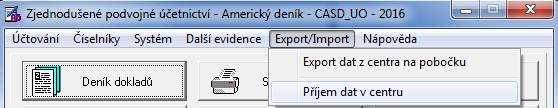 Zjednodušené podvojné účetnictví - Americký deník - CASD_UO - 2016
Účtování Číselníky Systém Další evidence Export/Import Nápověda
Export dat z centra na pobočku
Deník dokladů S
Příjem dat v centru